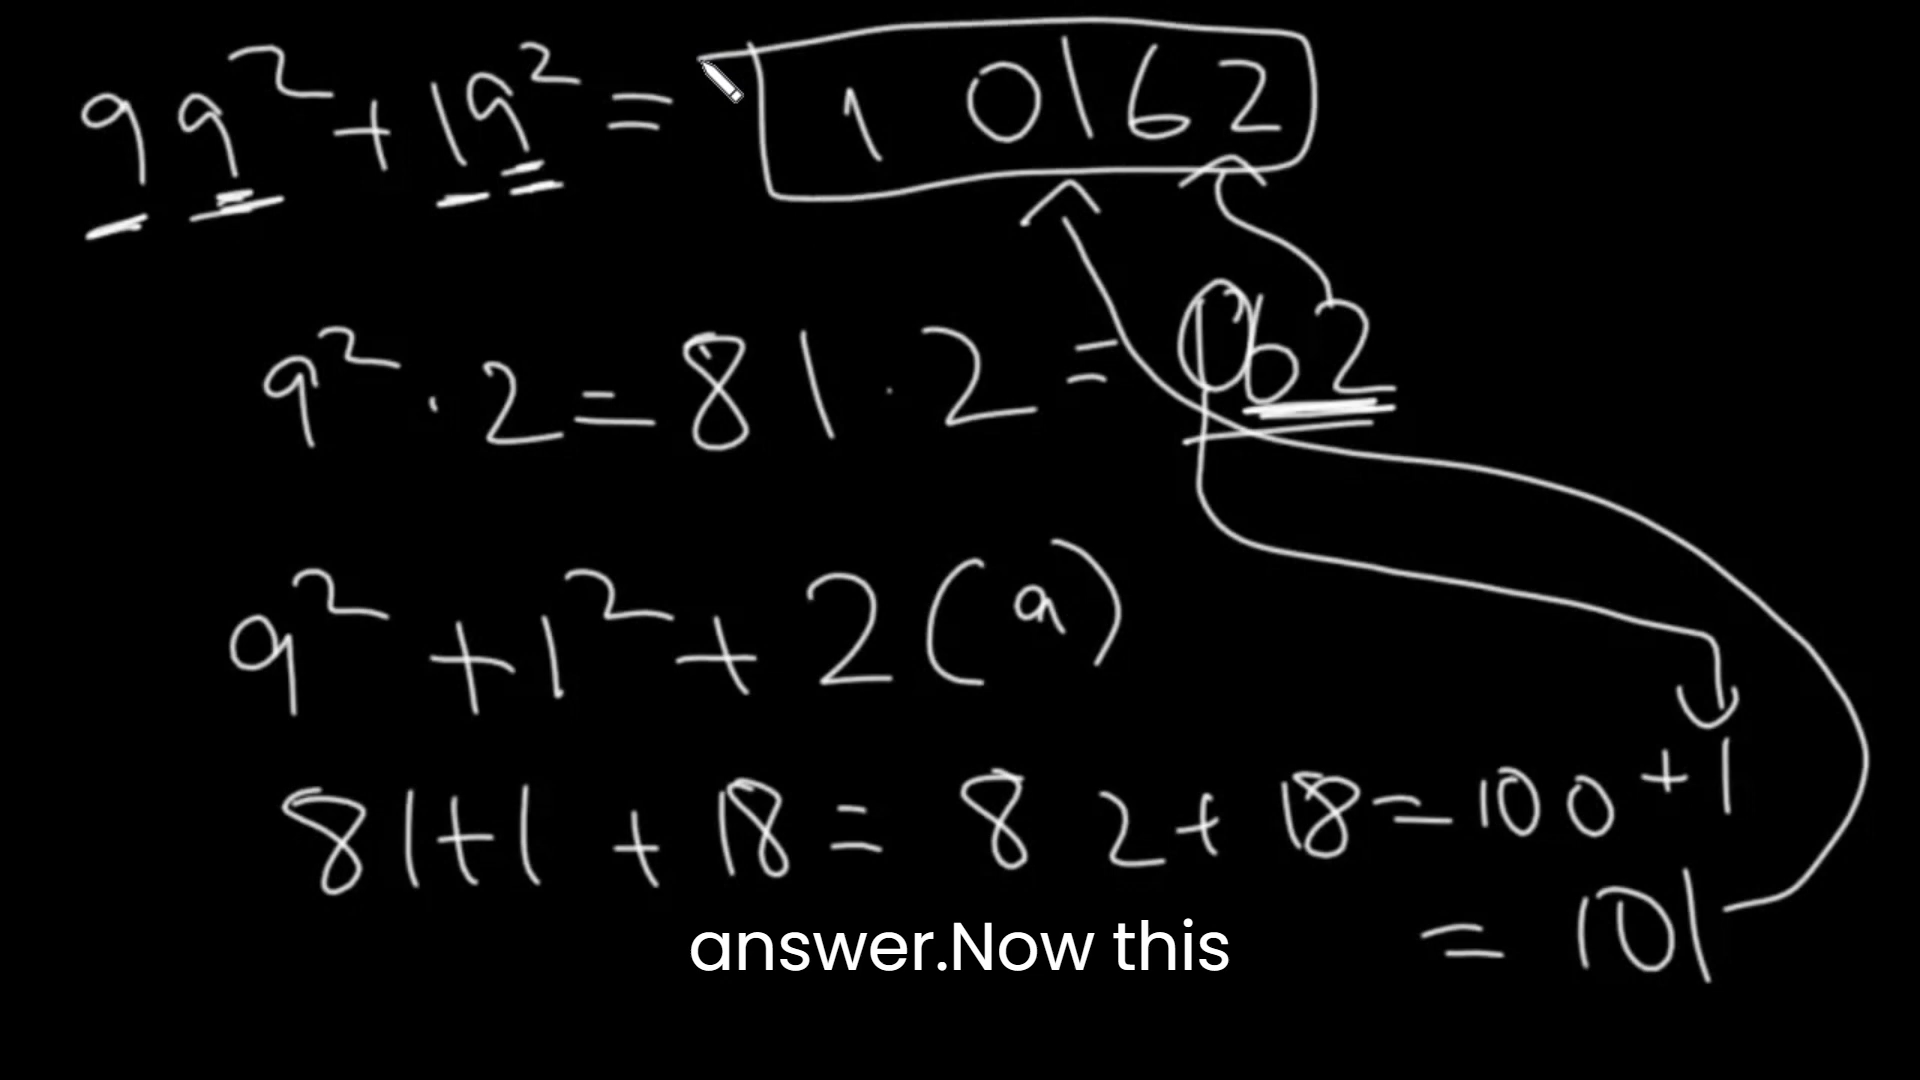 99² + 19² = 10162
9² · 2 = 81 · 2 = 162
9² + 1² + 2(9)
81 + 1 + 18 = 82 + 18 = 100 + 1
= 101
answer.Now this